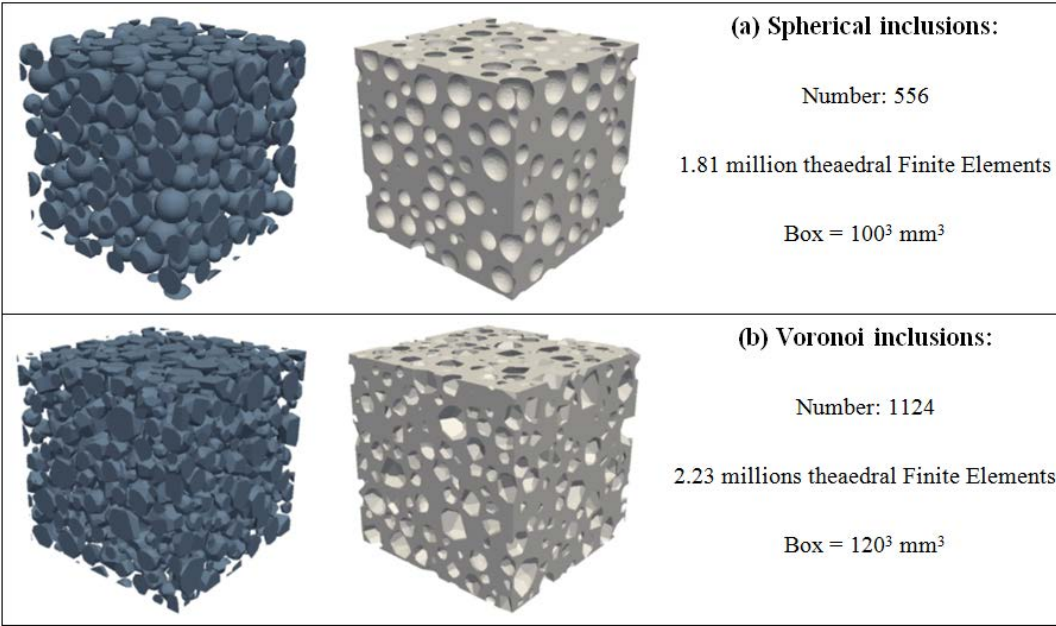 (a) Spherical inclusions:
Number: 556
1.81 million theaedral Finite Elements
Box = 100³ mm³
(b) Voronoi inclusions:
Number: 1124
2.23 millions theaedral Finite Elements
Box = 120³ mm³